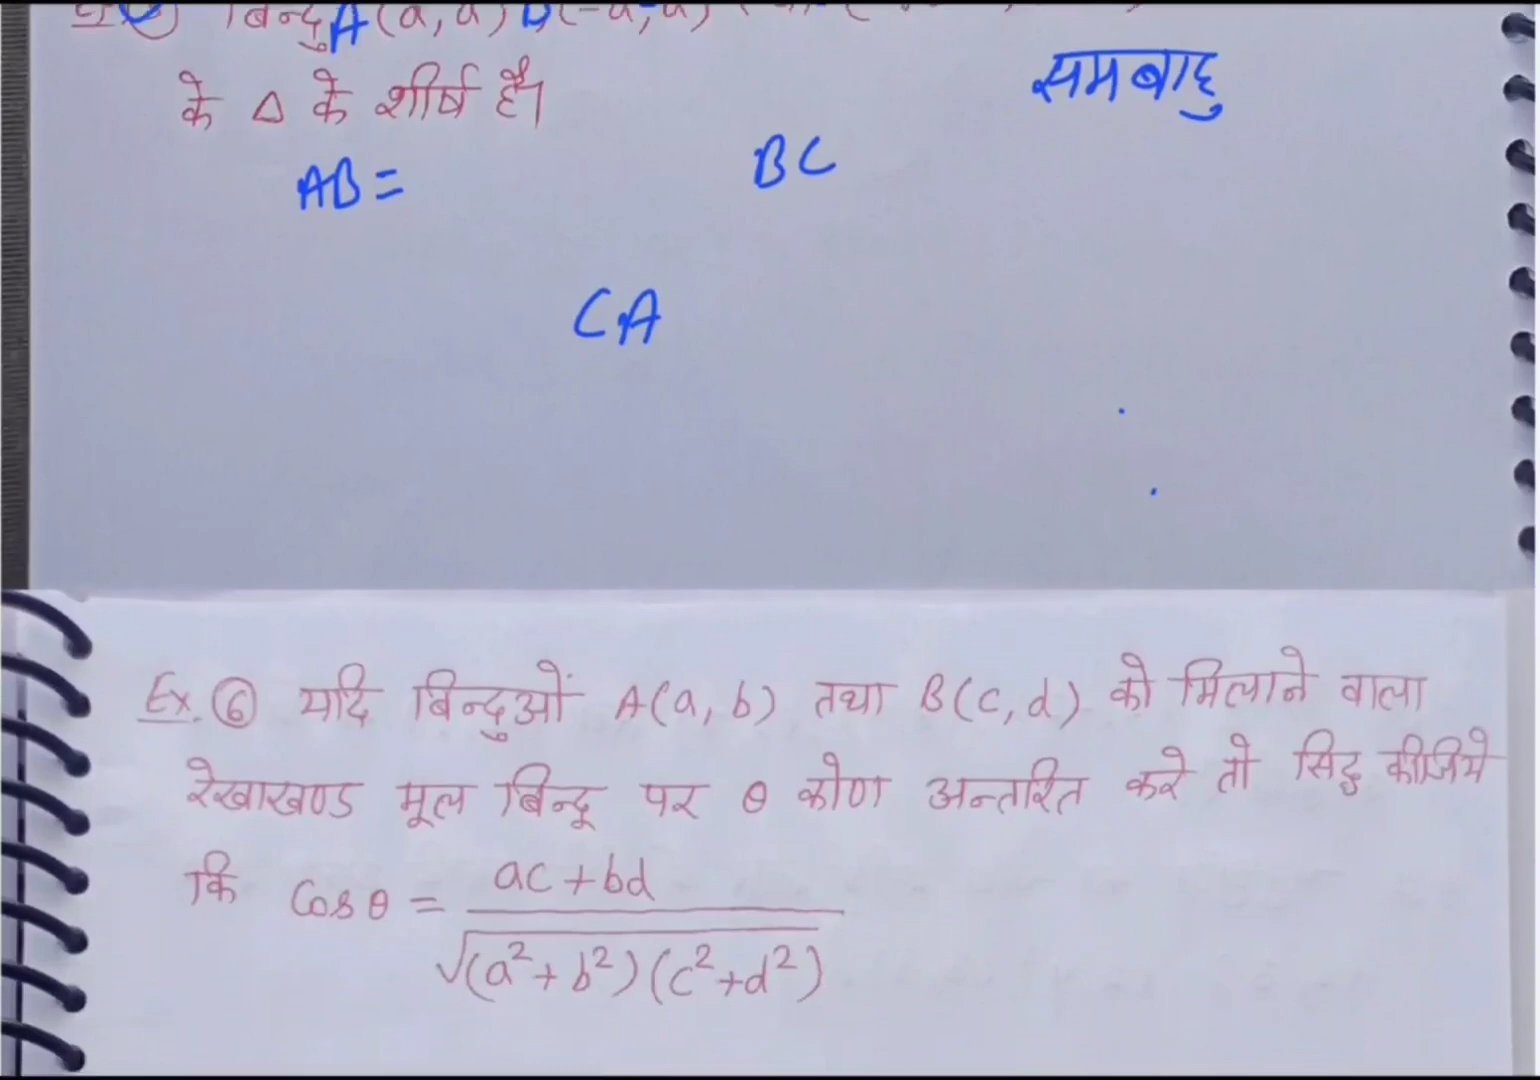 बिन्दु A(a, a) B(-a, -a)
के Δ के शीर्ष है।
समबाहु
AB =
BC
CA
Ex. ⑥ यदि बिन्दुओं A(a, b) तथा B(c, d) को मिलाने वाला
रेखाखण्ड मूल बिन्दू पर θ कोण अन्तरित करे तो सिद्ध कीजिये
कि Cos θ = ac + bd / √(a² + b²) (c² + d²)